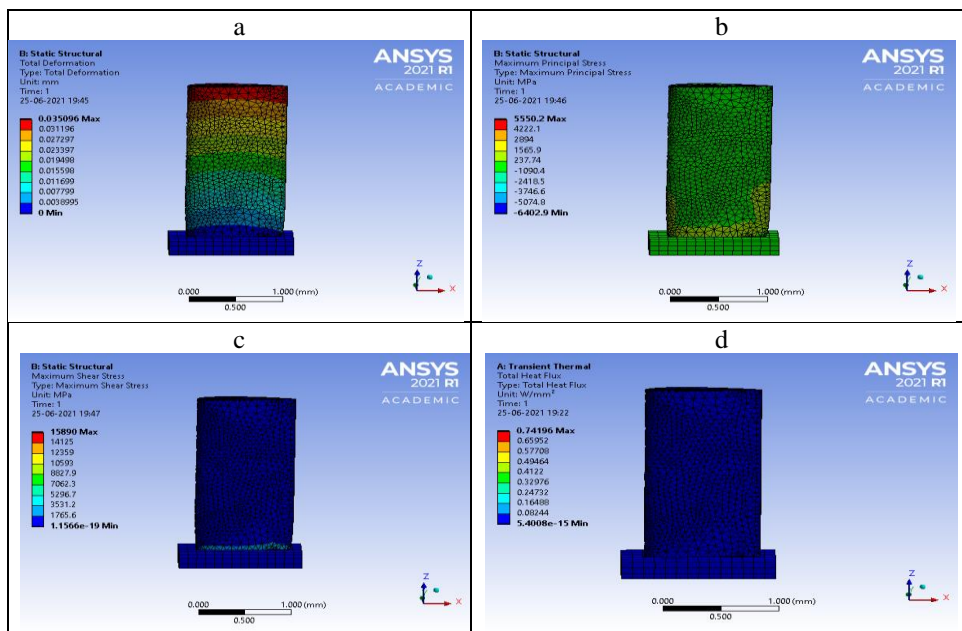 a
B: Static Structural
Total Deformation
Type: Total Deformation
Unit: mm
Time: 1
25-06-2021 19:45
0.035096 Max
0.031196
0.027297
0.023397
0.019498
0.015598
0.011699
0.007799
0.0038995
0 Min
ANSYS
2021 R1
ACADEMIC
0.000
1.000 (mm)
0.500
Z
X
b
B: Static Structural
Maximum Principal Stress
Type: Maximum Principal Stress
Unit: MPa
Time: 1
25-06-2021 19:46
5550.2 Max
4222.1
2894
1565.9
237.74
-1090.4
-2418.5
-3746.6
-5074.8
-6402.9 Min
ANSYS
2021 R1
ACADEMIC
0.000
1.000 (mm)
0.500
Z
X
c
B: Static Structural
Maximum Shear Stress
Type: Maximum Shear Stress
Unit: MPa
Time: 1
25-06-2021 19:47
15890 Max
14125
12359
10593
8827.9
7062.3
5296.7
3531.2
1765.6
1.1566e-19 Min
ANSYS
2021 R1
ACADEMIC
0.000
1.000 (mm)
0.500
Z
X
d
A: Transient Thermal
Total Heat Flux
Type: Total Heat Flux
Unit: W/mm²
Time: 1
25-06-2021 19:22
0.74196 Max
0.65952
0.57708
0.49464
0.4122
0.32976
0.24732
0.16488
0.08244
5.4008e-15 Min
ANSYS
2021 R1
ACADEMIC
0.000
1.000 (mm)
0.500
Z
X